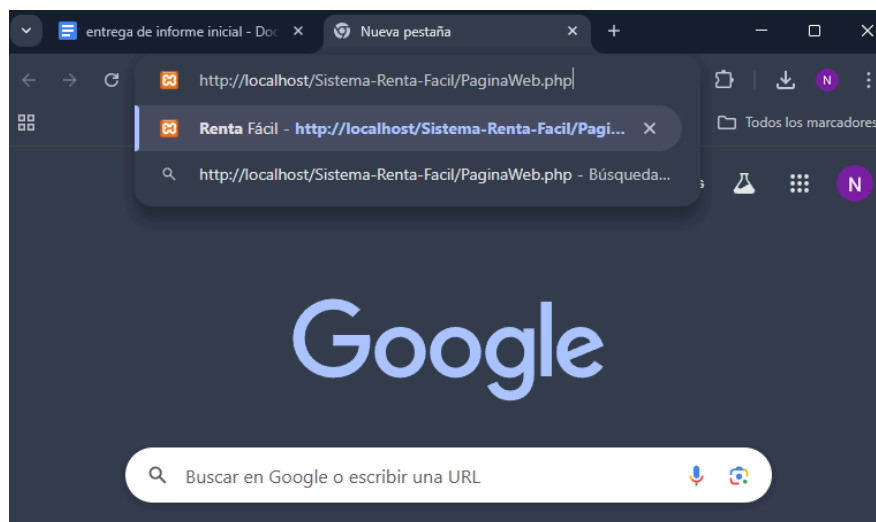 entrega de informe inicial - Doc
Nueva pestaña
http://localhost/Sistema-Renta-Facil/PaginaWeb.php
N
Renta Fácil - http://localhost/Sistema-Renta-Facil/Pagi...
Todos los marcadores
http://localhost/Sistema-Renta-Facil/PaginaWeb.php - Búsqueda...
s
N
Google
Buscar en Google o escribir una URL